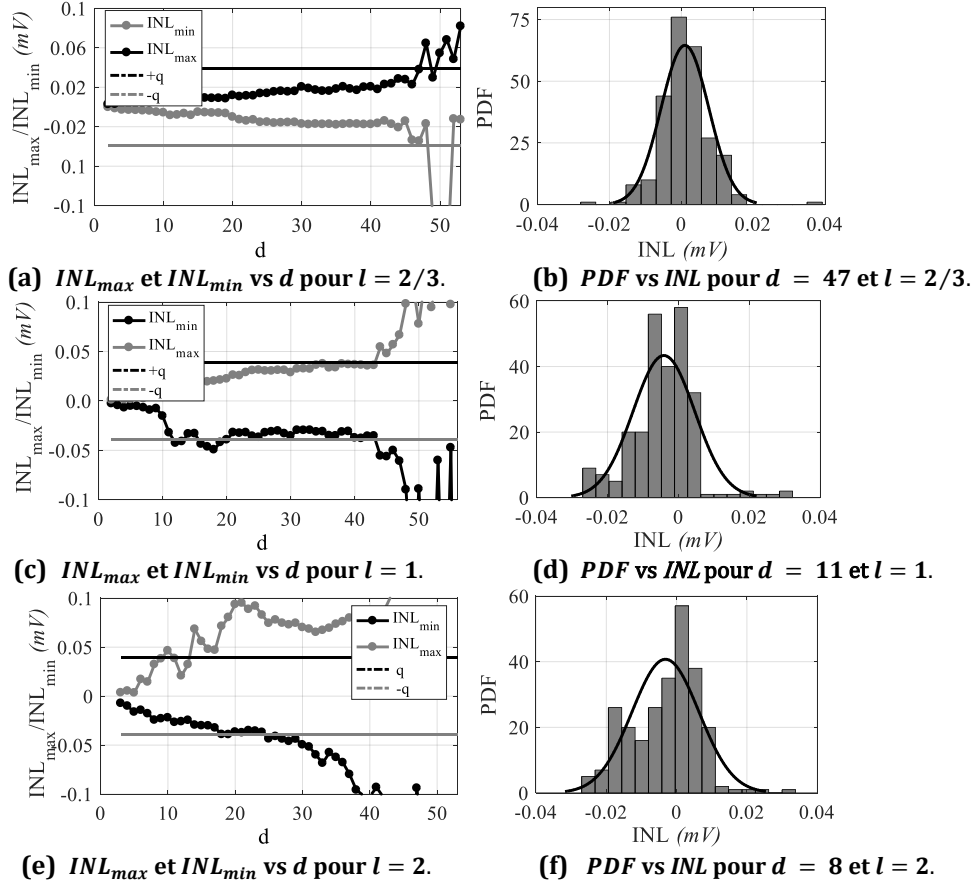 0.1
0.06
0.02
-0.02
0.1
-0.1
INL_max/INL_min (mV)
INL_min
INL_max
+q
-q
0 10 20 30 40 50
d
75
50
25
0
PDF
-0.04 -0.02 0 0.02 0.04
INL (mV)
(a) INL_max et INL_min vs d pour l = 2/3.
(b) PDF vs INL pour d = 47 et l = 2/3.
0.1
0.05
0.0
-0.05
-0.1
INL_max/INL_min (mV)
INL_min
INL_max
+q
-q
0 10 20 30 40 50
d
60
40
20
0
PDF
-0.04 -0.02 0 0.02 0.04
INL (mV)
(c) INL_max et INL_min vs d pour l = 1.
(d) PDF vs INL pour d = 11 et l = 1.
0.1
0.05
0
-0.05
-0.1
INL_max/INL_min (mV)
INL_min
INL_max
q
-q
0 10 20 30 40 50
d
60
40
20
0
PDF
-0.04 -0.02 0 0.02 0.04
INL (mV)
(e) INL_max et INL_min vs d pour l = 2.
(f) PDF vs INL pour d = 8 et l = 2.